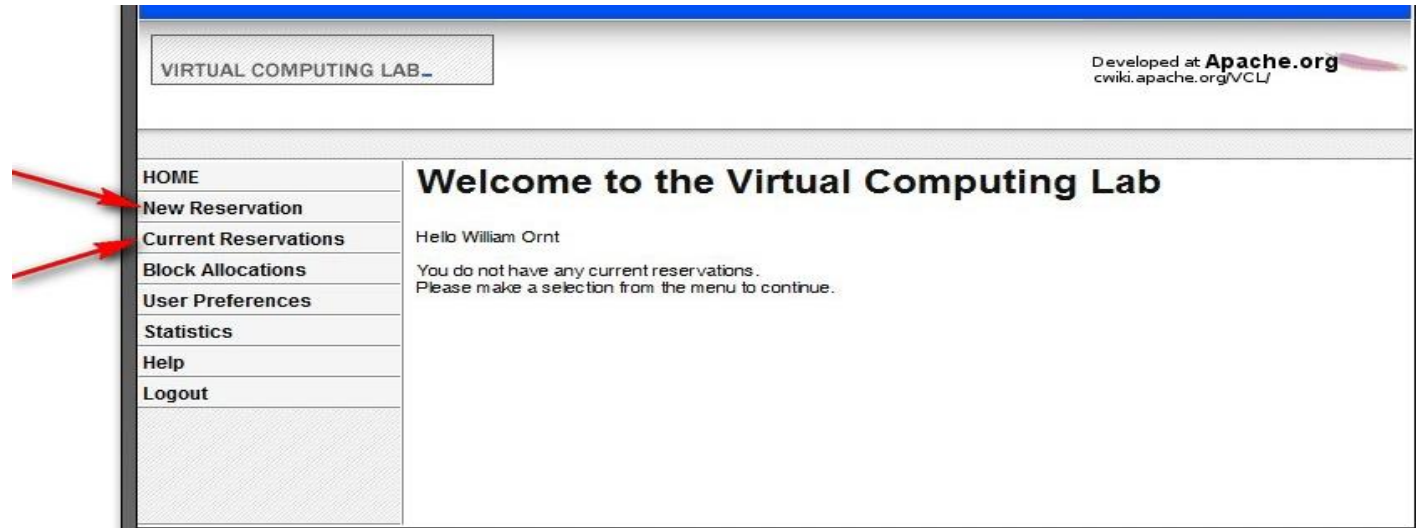 VIRTUAL COMPUTING LAB_
Developed at Apache.org
cwiki.apache.org/VCL/
HOME
New Reservation
Current Reservations
Block Allocations
User Preferences
Statistics
Help
Logout
Welcome to the Virtual Computing Lab
Hello William Ornt
You do not have any current reservations.
Please make a selection from the menu to continue.